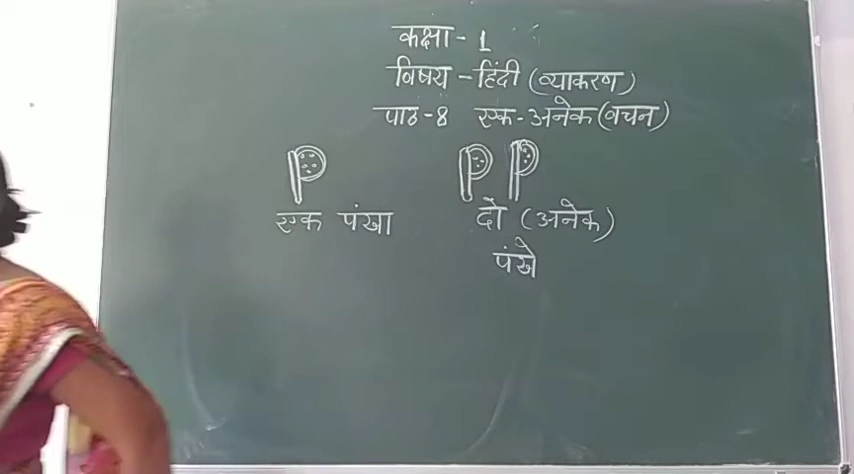 कक्षा - 1
विषय - हिंदी (व्याकरण)
पाठ - 8 एक - अनेक (वचन)
एक पंखा दो (अनेक)
पंखे